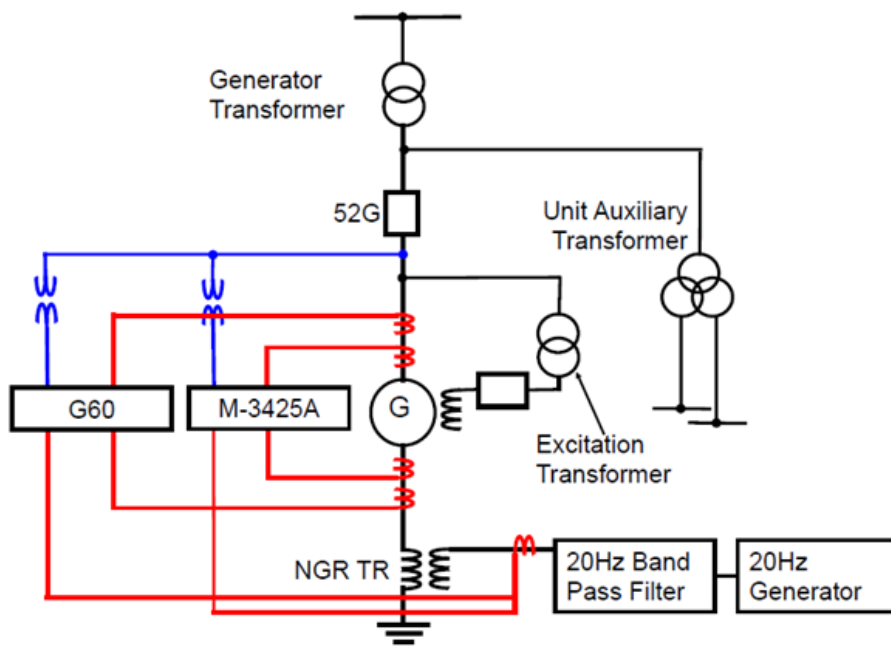 Generator
Transformer
52G
Unit Auxiliary
Transformer
G60
M-3425A
G
Excitation
Transformer
NGR TR
20Hz Band
Pass Filter
20Hz
Generator